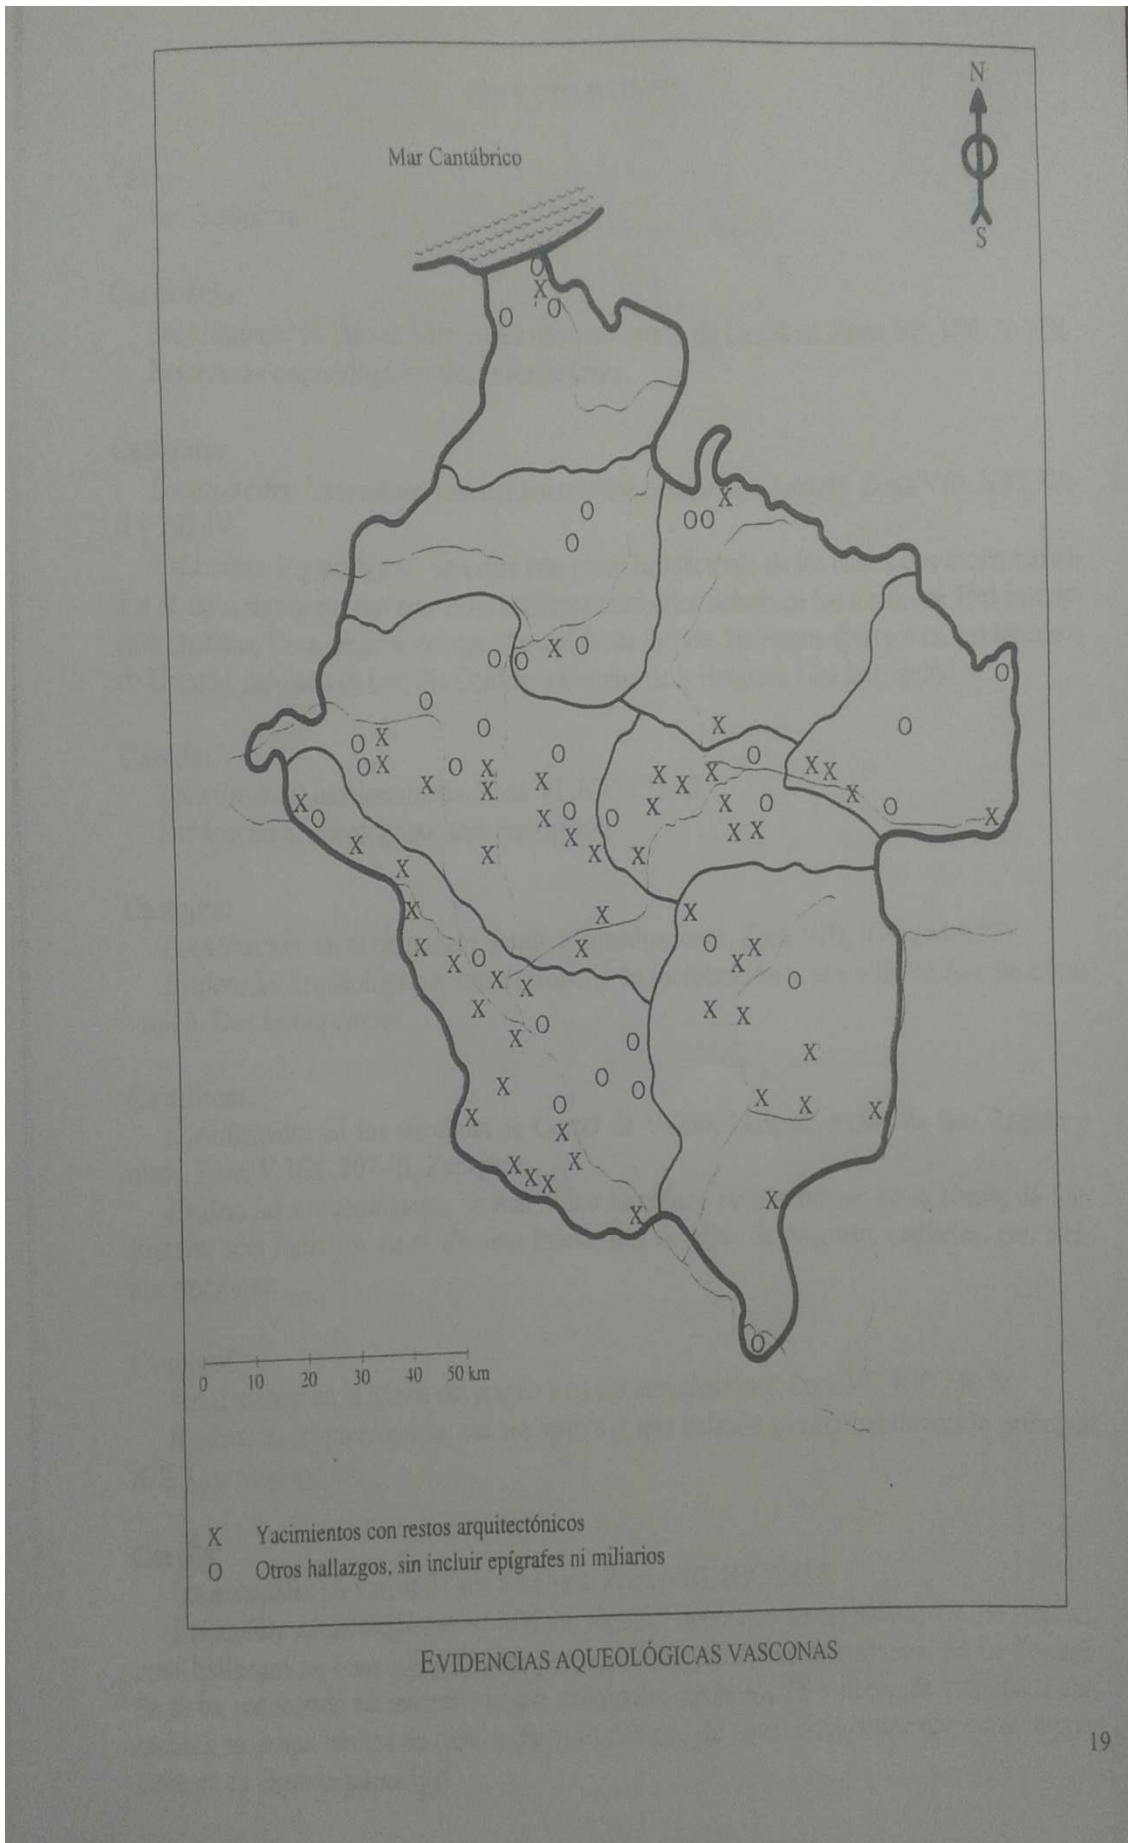 N
Mar Cantábrico
S
0 10 20 30 40 50 km
X Yacimientos con restos arquitectónicos
O Otros hallazgos, sin incluir epígrafes ni miliarios
EVIDENCIAS AQUEOLÓGICAS VASCONAS
19